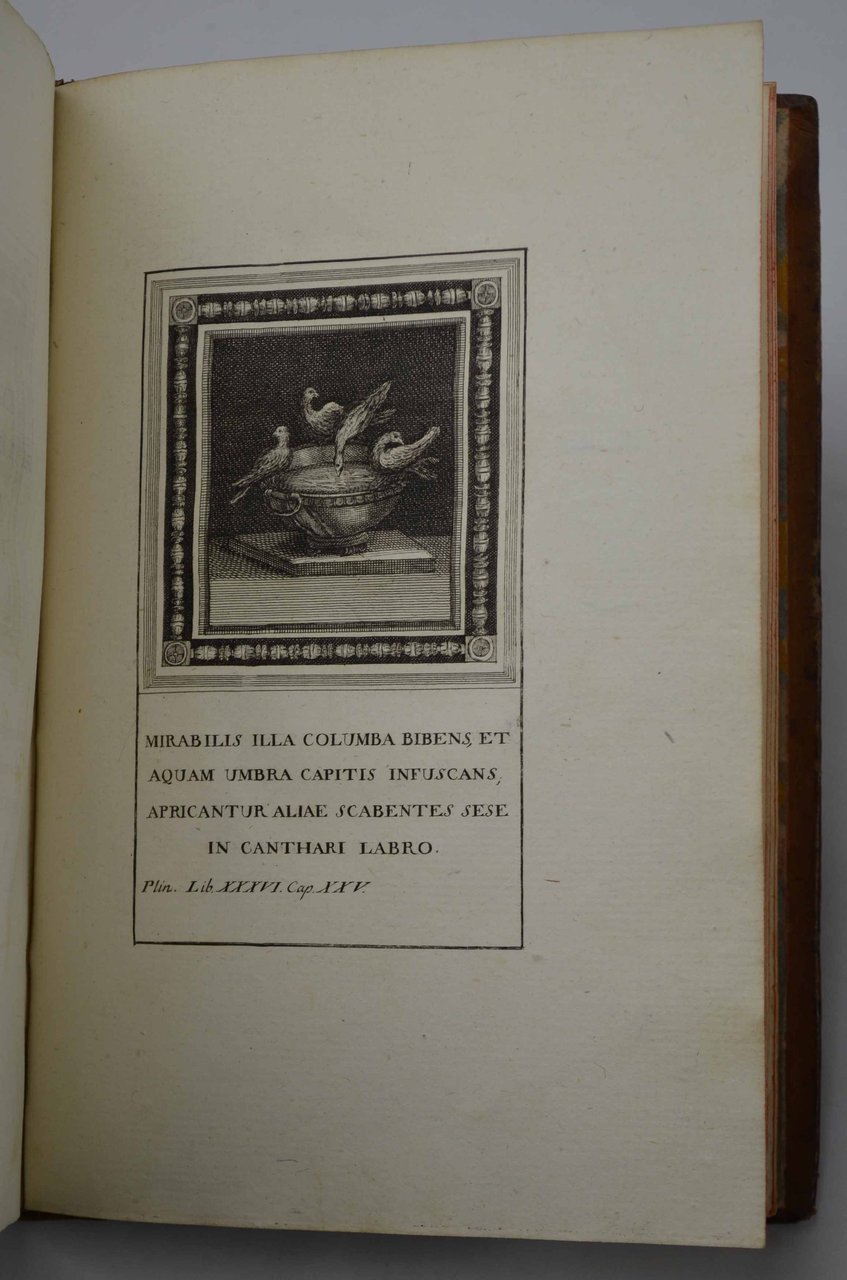 MIRABILIS ILLA COLUMBA BIBENS, ET
AQUAM UMBRA CAPITIS INFUSCANS,
APRICANTUR ALIAE SCABENTES SESE
IN CANTHARI LABRO.
Plin. Lib. XXXVI. Cap. XXV.